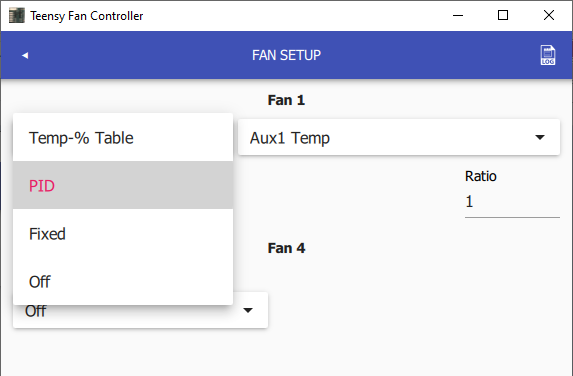 Teensy Fan Controller
FAN SETUP
LOG
Fan 1
Temp-% Table
Aux1 Temp
PID
Ratio
1
Fixed
Fan 4
Off
Off